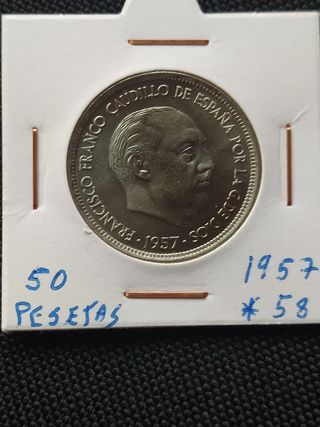 FRANCISCO FRANCO CAUDILLO DE ESPAÑA POR LA G. DE DIOS
· 1957 ·
50
PESETAS
1957
* 58